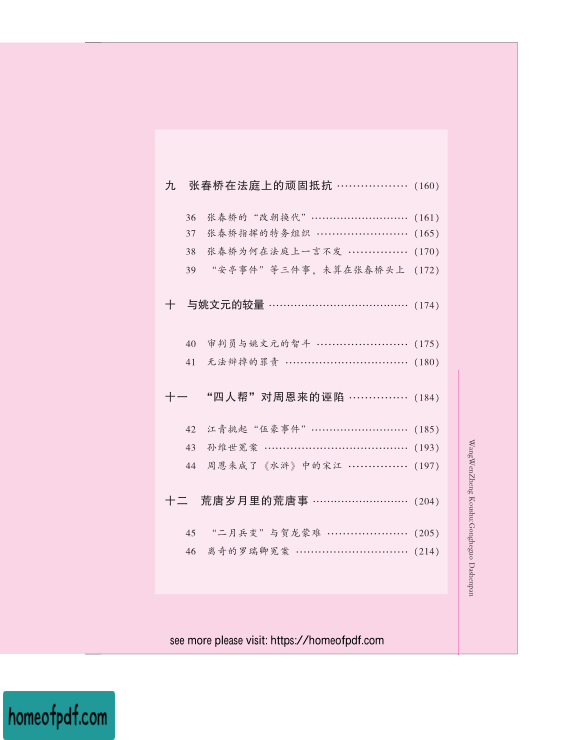 九 张春桥在法庭上的顽固抵抗 ……………… (160)
36 张春桥的“改朝换代” …………………… (161)
37 张春桥指挥的特务组织 ………………… (165)
38 张春桥为何在法庭上一言不发 …………… (170)
39 “安亭事件”等三件事,未算在张春桥头上 (172)
十 与姚文元的较量 ……………………………… (174)
40 审判员与姚文元的智斗 ………………… (175)
41 无法辩掉的罪责 ………………………… (180)
十一 “四人帮”对周恩来的诬陷 …………… (184)
42 江青挑起“伍豪事件” …………………… (185)
43 孙维世冤案 ……………………………… (193)
44 周恩来成了《水浒》中的宋江 …………… (197)
十二 荒唐岁月里的荒唐事 …………………… (204)
45 “二月兵变”与贺龙蒙难 ………………… (205)
46 离奇的罗瑞卿冤案 ……………………… (214)
WangWenZheng Koushu:Gongheguo Dashenpan
see more please visit: https://homeofpdf.com
homeofpdf.com